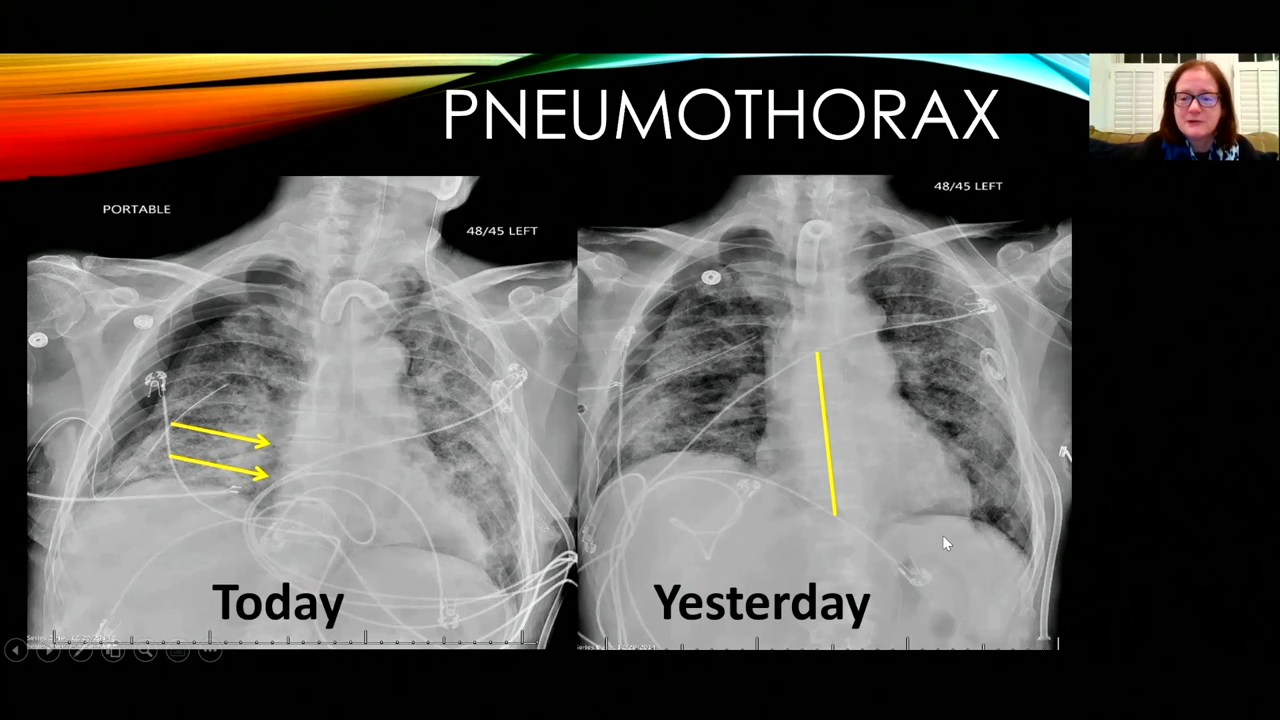 PNEUMOTHORAX
PORTABLE
48/45 LEFT
48/45 LEFT
Today
Yesterday